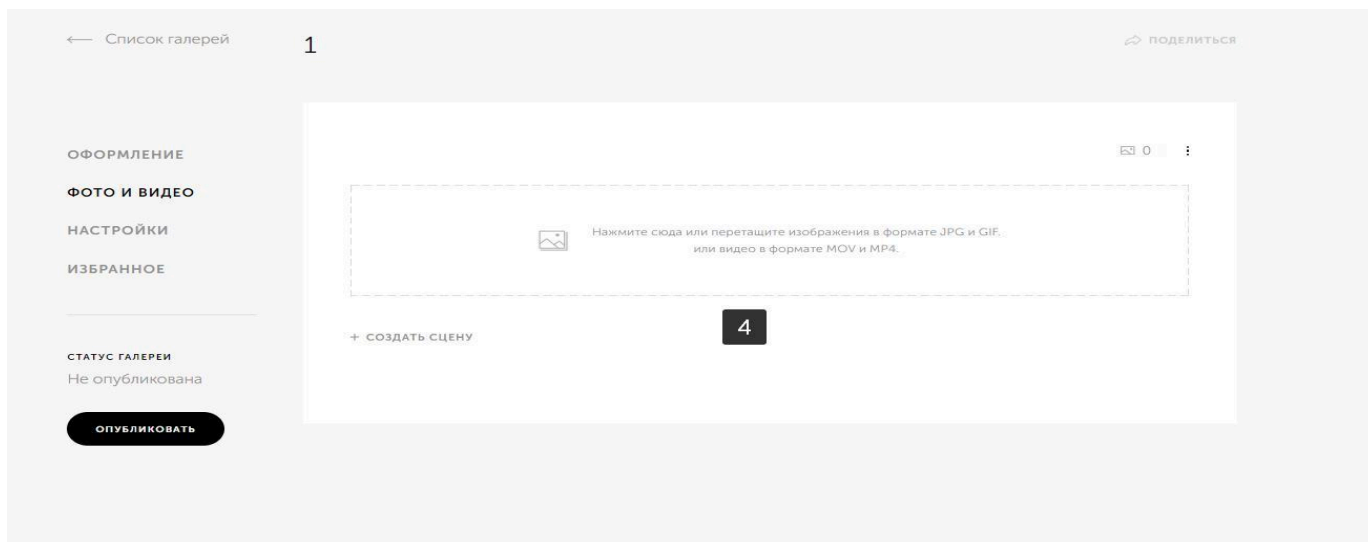 Список галерей
1
ПОДЕЛИТЬСЯ
ОФОРМЛЕНИЕ
ФОТО И ВИДЕО
НАСТРОЙКИ
ИЗБРАННОЕ
СТАТУС ГАЛЕРЕИ
Не опубликована
ОПУБЛИКОВАТЬ
0
Нажмите сюда или перетащите изображения в формате JPG и GIF.
или видео в формате MOV и MP4.
4
+ СОЗДАТЬ СЦЕНУ